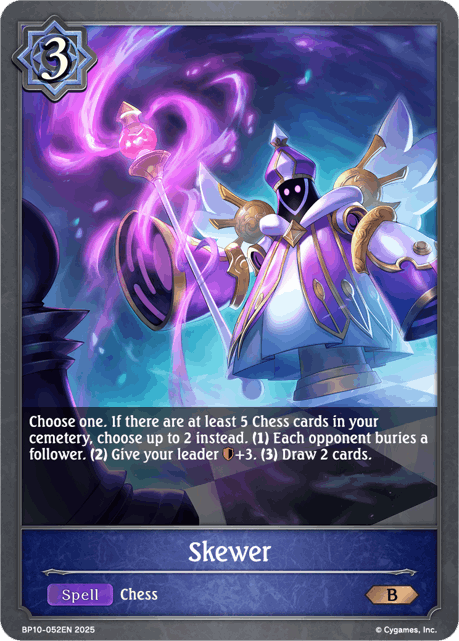 3
Choose one. If there are at least 5 Chess cards in your
cemetery, choose up to 2 instead. (1) Each opponent buries a
follower. (2) Give your leader +3. (3) Draw 2 cards.
Skewer
Spell Chess
B
BP10-052EN 2025
© Cygames, Inc.